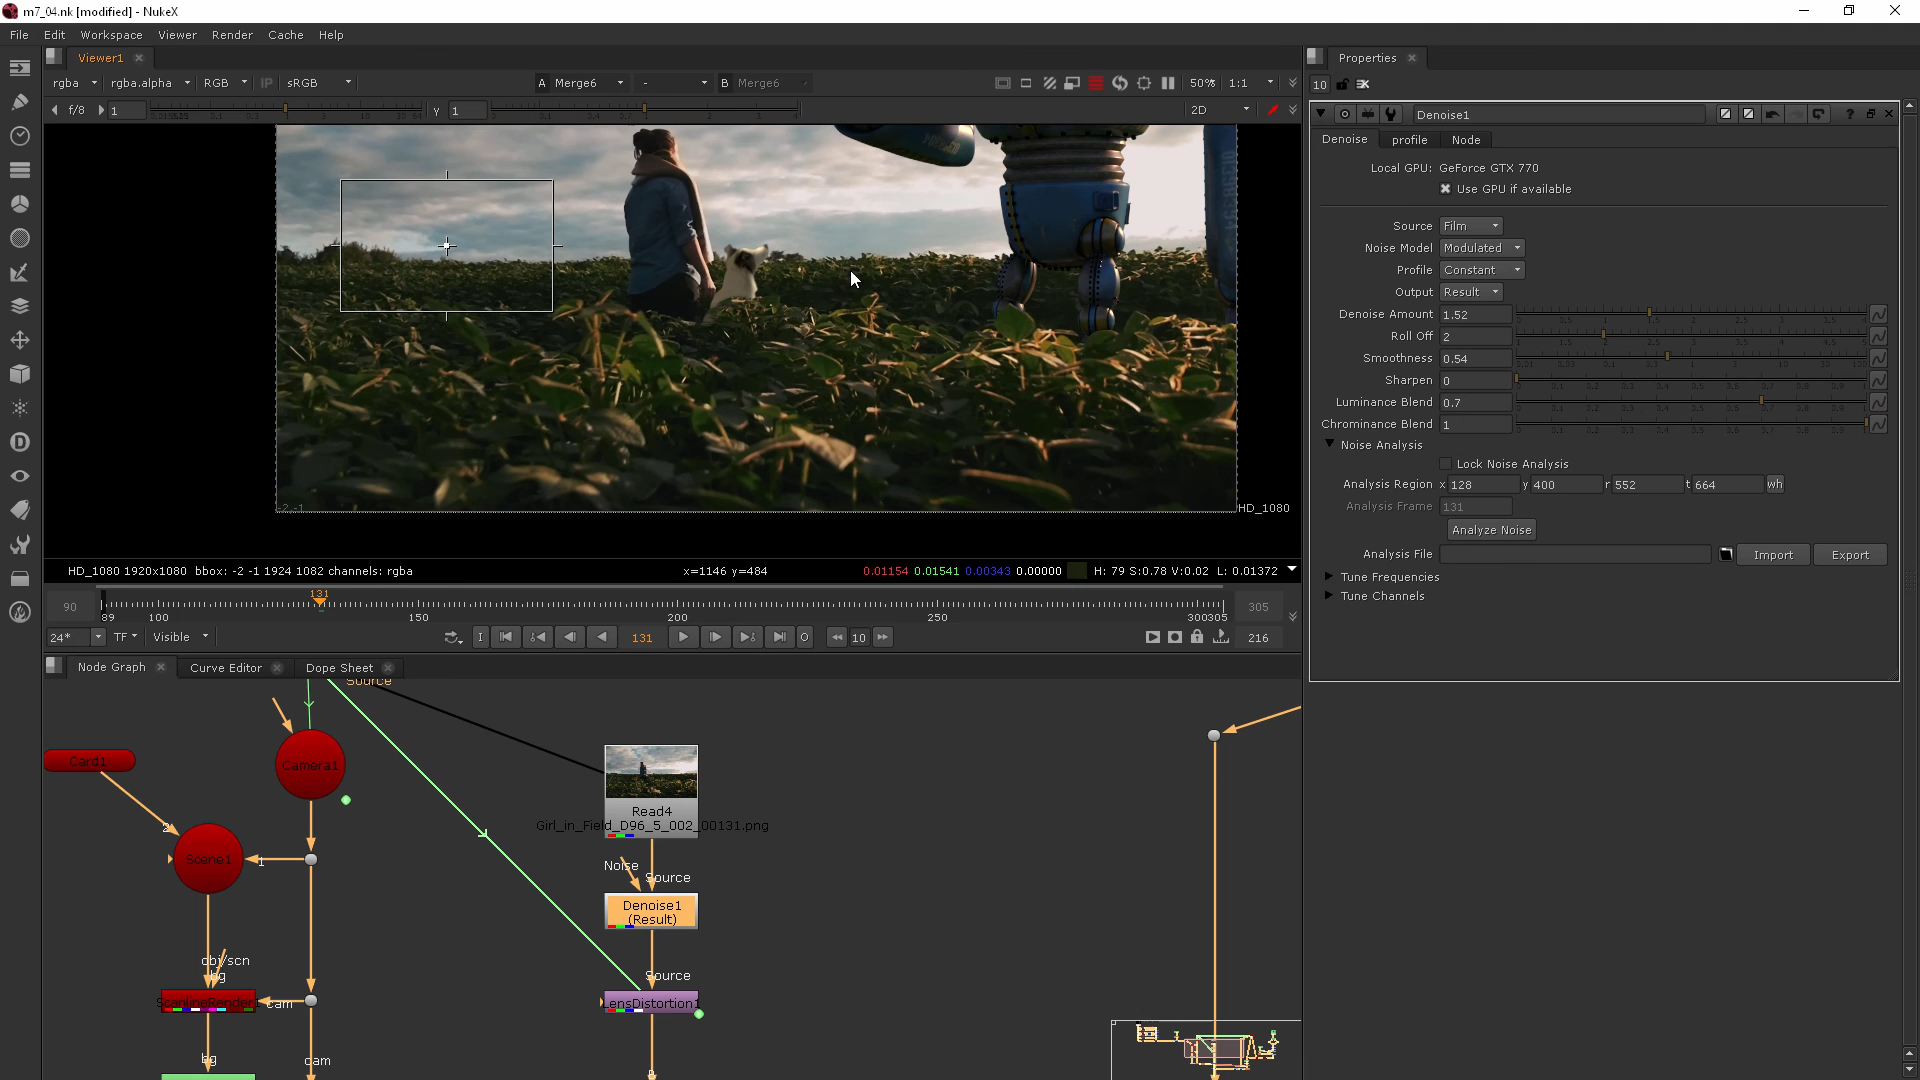 m7_04.nk [modified] - NukeX
File Edit Workspace Viewer Render Cache Help
Viewer1
Properties
rgba rgba.alpha RGB IP sRGB A Merge6 - B Merge6 50% 1:1
10
f/8 1 y 1 2D
Denoise1
Denoise profile Node
Local GPU: GeForce GTX 770
Use GPU if available
Source Film
Noise Model Modulated
Profile Constant
Output Result
Denoise Amount 1.52
Roll Off 2
Smoothness 0.54
Sharpen 0
Luminance Blend 0.7
Chrominance Blend 1
Noise Analysis
Lock Noise Analysis
Analysis Region x 128 y 400 r 552 t 664 wh
Analysis Frame 131
Analyze Noise
Analysis File Import Export
Tune Frequencies
Tune Channels
-2,-1
HD_1080
HD_1080 1920x1080 bbox: -2 -1 1924 1082 channels: rgba x=1146 y=484 0.01154 0.01541 0.00343 0.00000 H: 79 S:0.78 V:0.02 L: 0.01372
131
90 305
89 100 150 200 250 300305
24* TF Visible I 131 O 10 216
Node Graph Curve Editor Dope Sheet
Source
Card1
Camera1
2
Scene1
1
Read4
Girl_in_Field_D96_5_002_00131.png
Noise
Source
Denoise1
(Result)
obj/scn
bg
Source
ScanlineRender1
cam
LensDistortion1
bg
cam
B